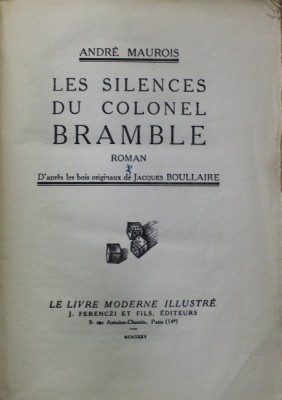 ANDRÉ MAUROIS
LES SILENCES
DU COLONEL
BRAMBLE
ROMAN
D'après les bois originaux de Jacques BOULLAIRE
LE LIVRE MODERNE ILLUSTRÉ
J. FERENCZI ET FILS, ÉDITEURS
9, rue Antoine-Chantin, Paris (14e)
MCMXXXV